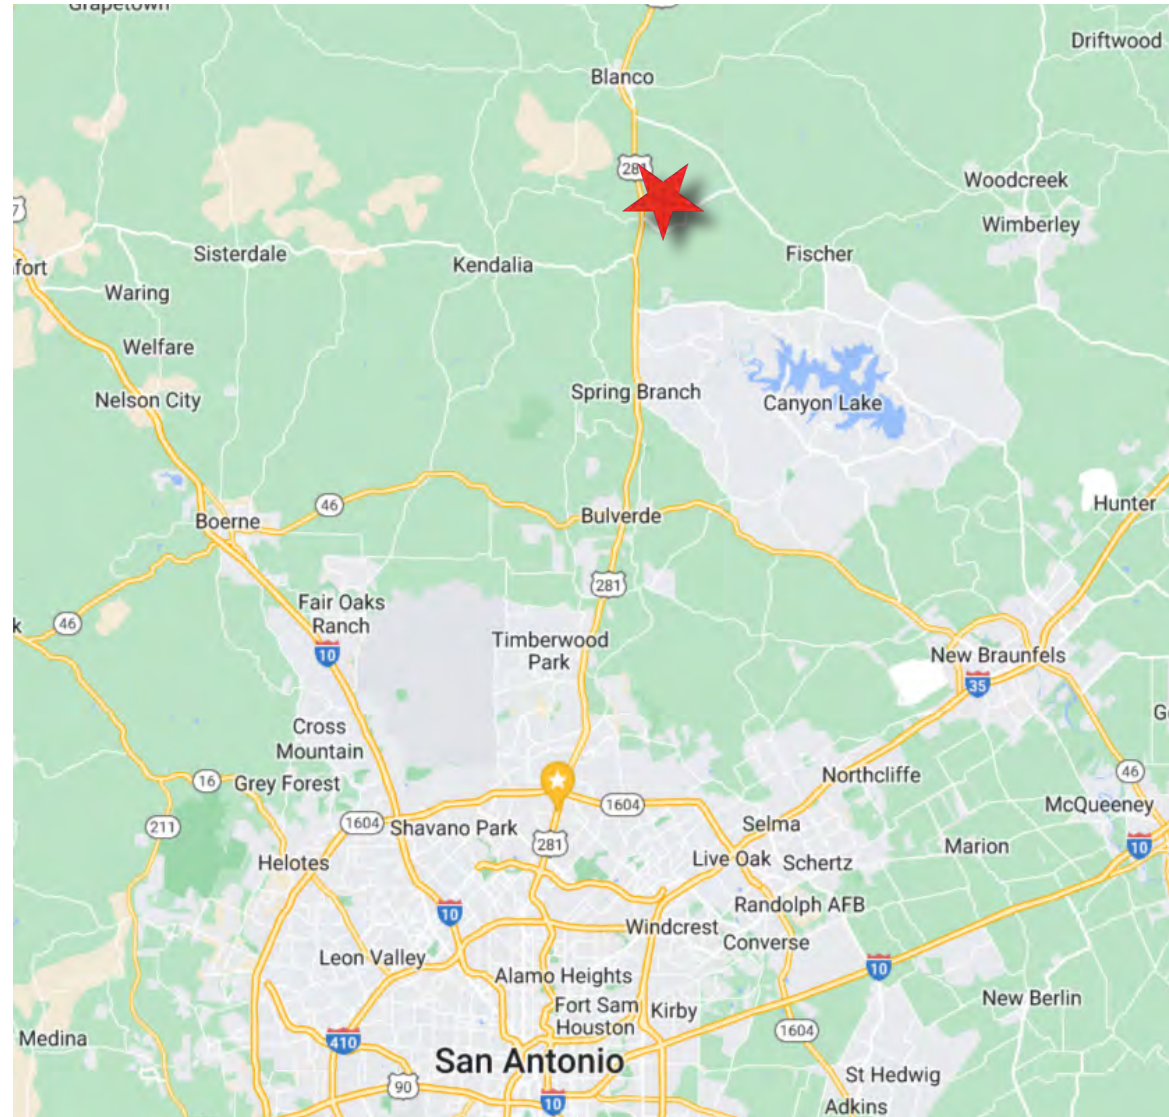 Grapetown
Driftwood
Blanco
281
Woodcreek
Wimberley
7
Sisterdale
Kendalia
Fischer
fort
Waring
Welfare
Spring Branch
Nelson City
Canyon Lake
46
Hunter
Boerne
Bulverde
281
Fair Oaks
Ranch
46
k
Timberwood
Park
10
New Braunfels
35
Cross
Mountain
16
Grey Forest
Northcliffe
46
1604
McQueeney
1604
Shavano Park
211
Selma
281
Helotes
Live Oak
Schertz
Marion
10
10
Randolph AFB
Windcrest
Converse
Leon Valley
10
Alamo Heights
Fort Sam
Houston
Kirby
New Berlin
1604
Medina
410
San Antonio
St Hedwig
90
10
Adkins